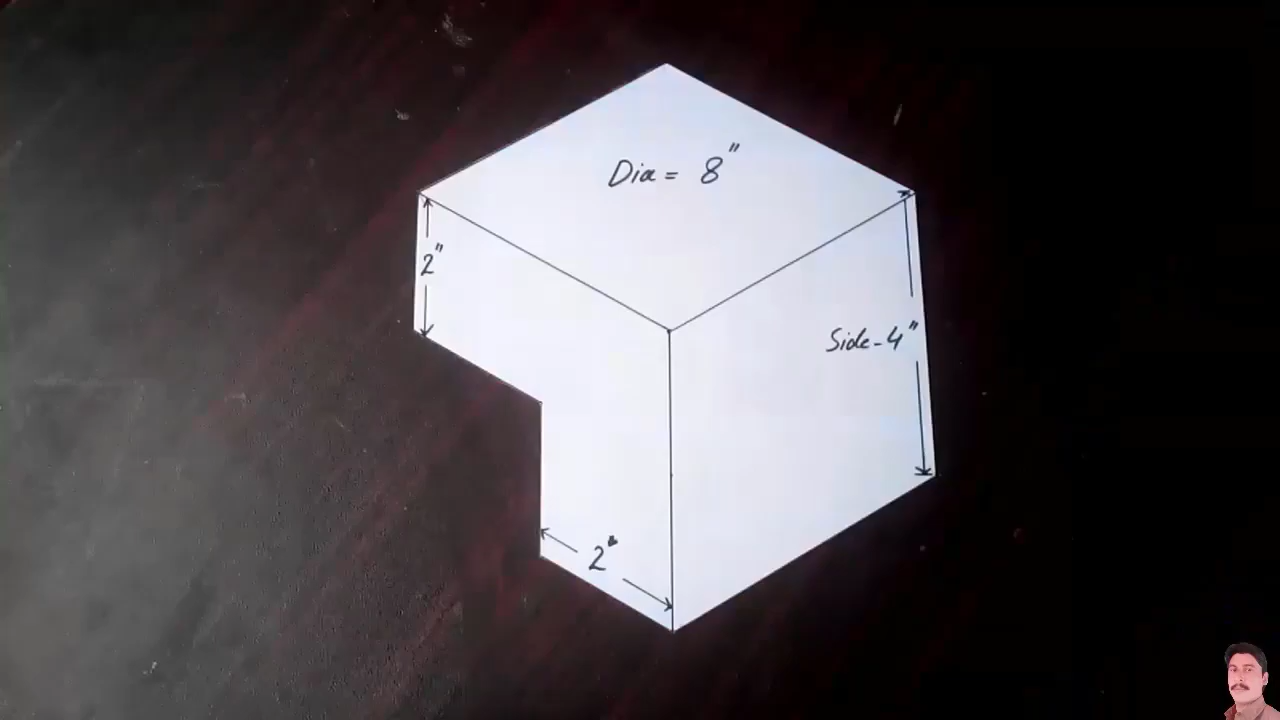 Dia = 8"
2"
Side-4"
2"